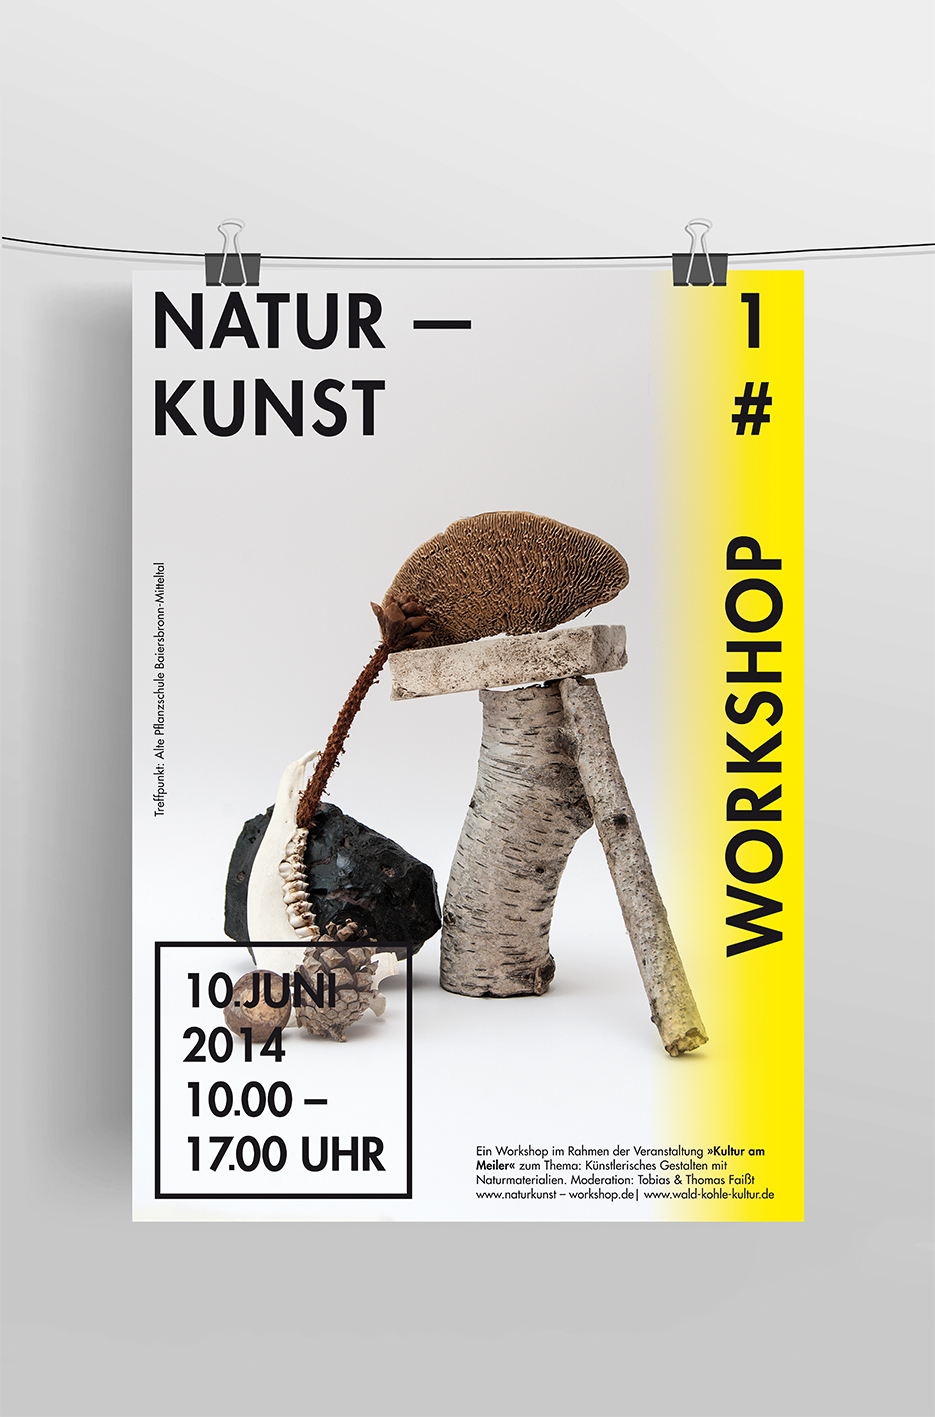 NATUR —
KUNST
1
#
WORKSHOP
Treffpunkt: Alte Pflanzschule Baiersbronn-Mitteltal
10.JUNI
2014
10.00 –
17.00 UHR
Ein Workshop im Rahmen der Veranstaltung »Kultur am
Meiler« zum Thema: Künstlerisches Gestalten mit
Naturmaterialien. Moderation: Tobias & Thomas Faißt
www.naturkunst – workshop.de| www.wald-kohle-kultur.de